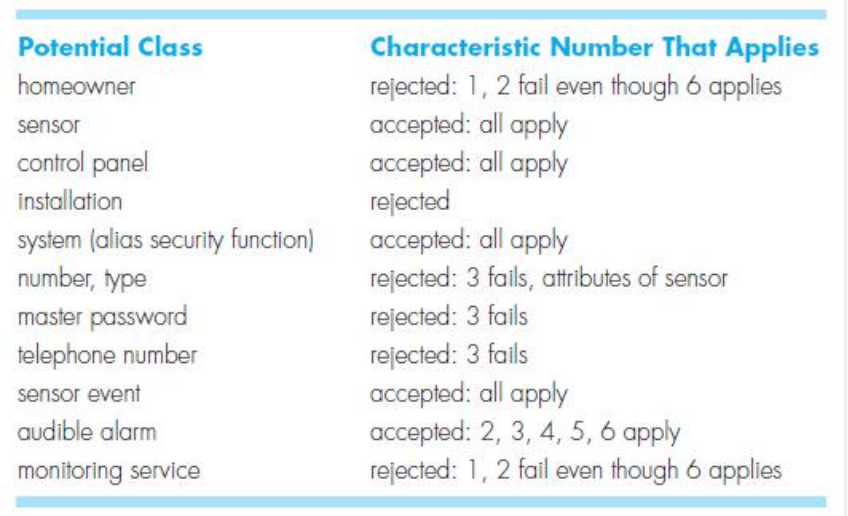 Potential Class Characteristic Number That Applies
homeowner rejected: 1, 2 fail even though 6 applies
sensor accepted: all apply
control panel accepted: all apply
installation rejected
system (alias security function) accepted: all apply
number, type rejected: 3 fails, attributes of sensor
master password rejected: 3 fails
telephone number rejected: 3 fails
sensor event accepted: all apply
audible alarm accepted: 2, 3, 4, 5, 6 apply
monitoring service rejected: 1, 2 fail even though 6 applies